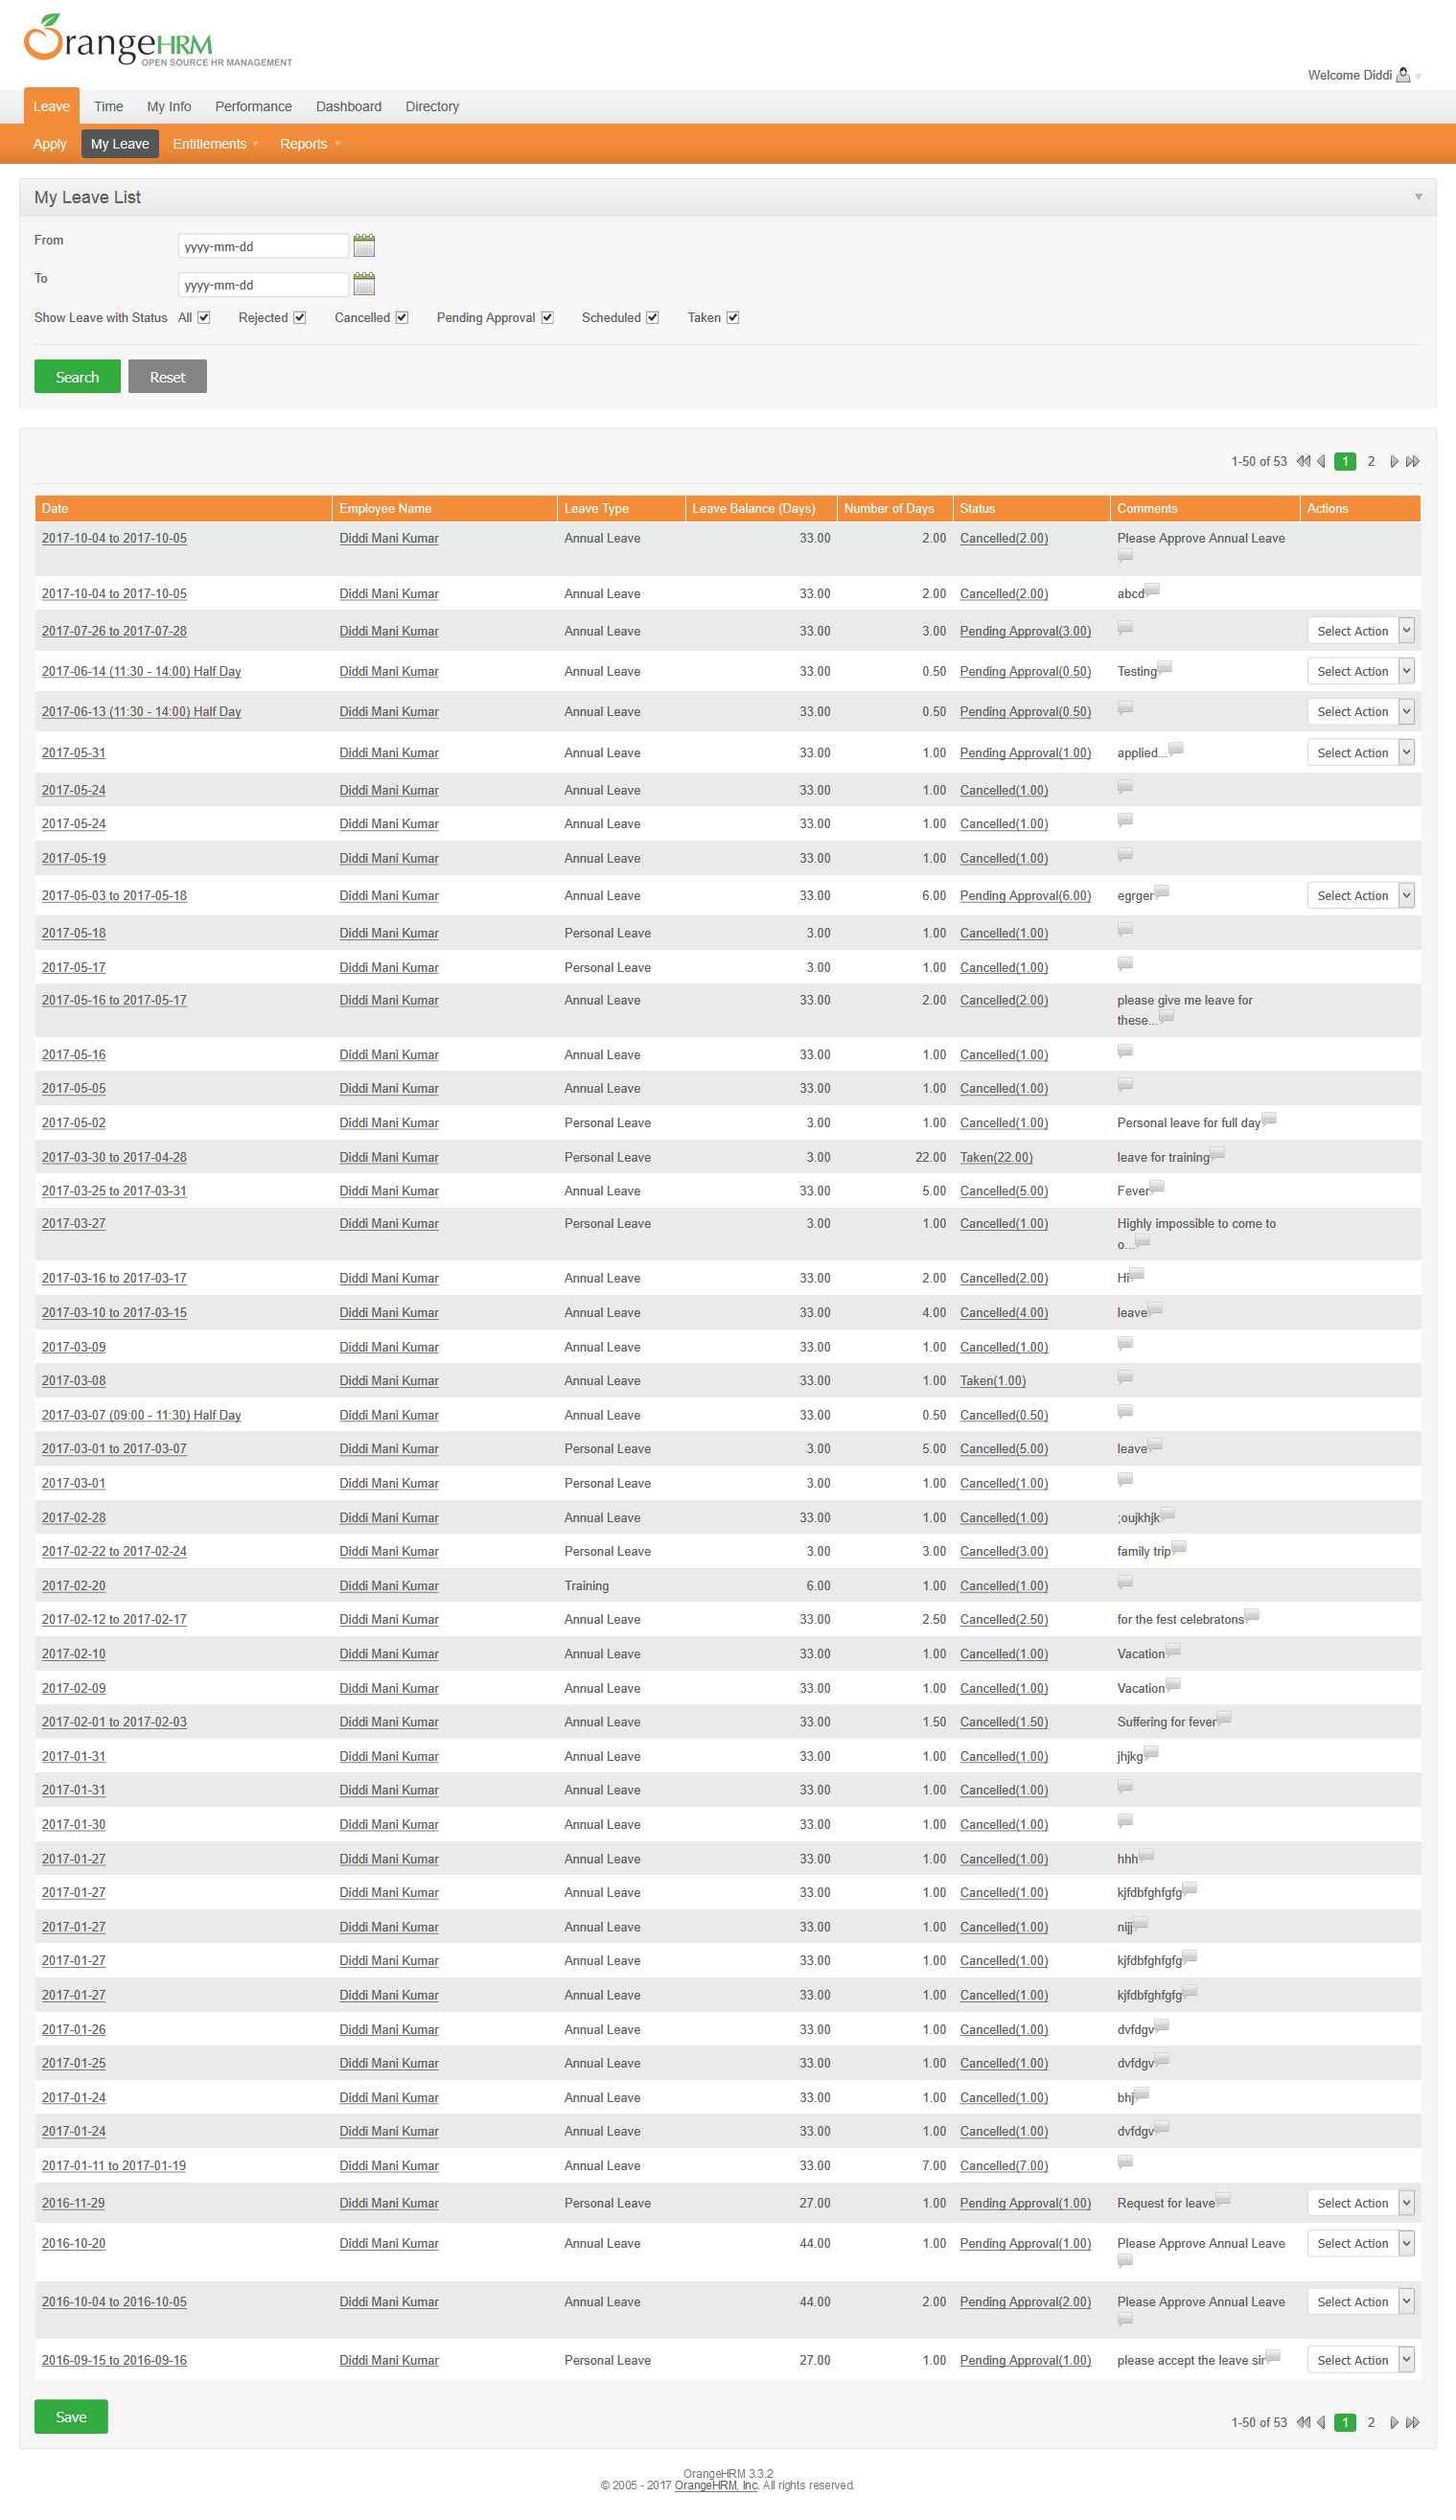 OrangeHRM
OPEN SOURCE HR MANAGEMENT
Welcome Diddi
Leave Time My Info Performance Dashboard Directory
Apply My Leave Entitlements Reports
My Leave List
From yyyy-mm-dd
To yyyy-mm-dd
Show Leave with Status All Rejected Cancelled Pending Approval Scheduled Taken
Search Reset
1-50 of 53 1 2
Date Employee Name Leave Type Leave Balance (Days) Number of Days Status Comments Actions
2017-10-04 to 2017-10-05 Diddi Mani Kumar Annual Leave 33.00 2.00 Cancelled(2.00) Please Approve Annual Leave
2017-10-04 to 2017-10-05 Diddi Mani Kumar Annual Leave 33.00 2.00 Cancelled(2.00) abcd
2017-07-26 to 2017-07-28 Diddi Mani Kumar Annual Leave 33.00 3.00 Pending Approval(3.00) Select Action
2017-06-14 (11:30 - 14:00) Half Day Diddi Mani Kumar Annual Leave 33.00 0.50 Pending Approval(0.50) Testing Select Action
2017-06-13 (11:30 - 14:00) Half Day Diddi Mani Kumar Annual Leave 33.00 0.50 Pending Approval(0.50) Select Action
2017-05-31 Diddi Mani Kumar Annual Leave 33.00 1.00 Pending Approval(1.00) applied... Select Action
2017-05-24 Diddi Mani Kumar Annual Leave 33.00 1.00 Cancelled(1.00)
2017-05-24 Diddi Mani Kumar Annual Leave 33.00 1.00 Cancelled(1.00)
2017-05-19 Diddi Mani Kumar Annual Leave 33.00 1.00 Cancelled(1.00)
2017-05-03 to 2017-05-18 Diddi Mani Kumar Annual Leave 33.00 6.00 Pending Approval(6.00) egrger Select Action
2017-05-18 Diddi Mani Kumar Personal Leave 3.00 1.00 Cancelled(1.00)
2017-05-17 Diddi Mani Kumar Personal Leave 3.00 1.00 Cancelled(1.00)
2017-05-16 to 2017-05-17 Diddi Mani Kumar Annual Leave 33.00 2.00 Cancelled(2.00) please give me leave for
these...
2017-05-16 Diddi Mani Kumar Annual Leave 33.00 1.00 Cancelled(1.00)
2017-05-05 Diddi Mani Kumar Annual Leave 33.00 1.00 Cancelled(1.00)
2017-05-02 Diddi Mani Kumar Personal Leave 3.00 1.00 Cancelled(1.00) Personal leave for full day
2017-03-30 to 2017-04-28 Diddi Mani Kumar Personal Leave 3.00 22.00 Taken(22.00) leave for training
2017-03-25 to 2017-03-31 Diddi Mani Kumar Annual Leave 33.00 5.00 Cancelled(5.00) Fever
2017-03-27 Diddi Mani Kumar Personal Leave 3.00 1.00 Cancelled(1.00) Highly impossible to come to
o...
2017-03-16 to 2017-03-17 Diddi Mani Kumar Annual Leave 33.00 2.00 Cancelled(2.00) Hi
2017-03-10 to 2017-03-15 Diddi Mani Kumar Annual Leave 33.00 4.00 Cancelled(4.00) leave
2017-03-09 Diddi Mani Kumar Annual Leave 33.00 1.00 Cancelled(1.00)
2017-03-08 Diddi Mani Kumar Annual Leave 33.00 1.00 Taken(1.00)
2017-03-07 (09:00 - 11:30) Half Day Diddi Mani Kumar Annual Leave 33.00 0.50 Cancelled(0.50)
2017-03-01 to 2017-03-07 Diddi Mani Kumar Personal Leave 3.00 5.00 Cancelled(5.00) leave
2017-03-01 Diddi Mani Kumar Personal Leave 3.00 1.00 Cancelled(1.00)
2017-02-28 Diddi Mani Kumar Annual Leave 33.00 1.00 Cancelled(1.00) ;oujkhjk
2017-02-22 to 2017-02-24 Diddi Mani Kumar Personal Leave 3.00 3.00 Cancelled(3.00) family trip
2017-02-20 Diddi Mani Kumar Training 6.00 1.00 Cancelled(1.00)
2017-02-12 to 2017-02-17 Diddi Mani Kumar Annual Leave 33.00 2.50 Cancelled(2.50) for the fest celebratons
2017-02-10 Diddi Mani Kumar Annual Leave 33.00 1.00 Cancelled(1.00) Vacation
2017-02-09 Diddi Mani Kumar Annual Leave 33.00 1.00 Cancelled(1.00) Vacation
2017-02-01 to 2017-02-03 Diddi Mani Kumar Annual Leave 33.00 1.50 Cancelled(1.50) Suffering for fever
2017-01-31 Diddi Mani Kumar Annual Leave 33.00 1.00 Cancelled(1.00) jhjkg
2017-01-31 Diddi Mani Kumar Annual Leave 33.00 1.00 Cancelled(1.00)
2017-01-30 Diddi Mani Kumar Annual Leave 33.00 1.00 Cancelled(1.00)
2017-01-27 Diddi Mani Kumar Annual Leave 33.00 1.00 Cancelled(1.00) hhh
2017-01-27 Diddi Mani Kumar Annual Leave 33.00 1.00 Cancelled(1.00) kjfdbfghfgfg
2017-01-27 Diddi Mani Kumar Annual Leave 33.00 1.00 Cancelled(1.00) nijj
2017-01-27 Diddi Mani Kumar Annual Leave 33.00 1.00 Cancelled(1.00) kjfdbfghfgfg
2017-01-27 Diddi Mani Kumar Annual Leave 33.00 1.00 Cancelled(1.00) kjfdbfghfgfg
2017-01-26 Diddi Mani Kumar Annual Leave 33.00 1.00 Cancelled(1.00) dvfdgv
2017-01-25 Diddi Mani Kumar Annual Leave 33.00 1.00 Cancelled(1.00) dvfdgv
2017-01-24 Diddi Mani Kumar Annual Leave 33.00 1.00 Cancelled(1.00) bhj
2017-01-24 Diddi Mani Kumar Annual Leave 33.00 1.00 Cancelled(1.00) dvfdgv
2017-01-11 to 2017-01-19 Diddi Mani Kumar Annual Leave 33.00 7.00 Cancelled(7.00)
2016-11-29 Diddi Mani Kumar Personal Leave 27.00 1.00 Pending Approval(1.00) Request for leave Select Action
2016-10-20 Diddi Mani Kumar Annual Leave 44.00 1.00 Pending Approval(1.00) Please Approve Annual Leave Select Action
2016-10-04 to 2016-10-05 Diddi Mani Kumar Annual Leave 44.00 2.00 Pending Approval(2.00) Please Approve Annual Leave Select Action
2016-09-15 to 2016-09-16 Diddi Mani Kumar Personal Leave 27.00 1.00 Pending Approval(1.00) please accept the leave sir Select Action
Save
1-50 of 53 1 2
OrangeHRM 3.3.2
© 2005 - 2017 OrangeHRM, Inc. All rights reserved.